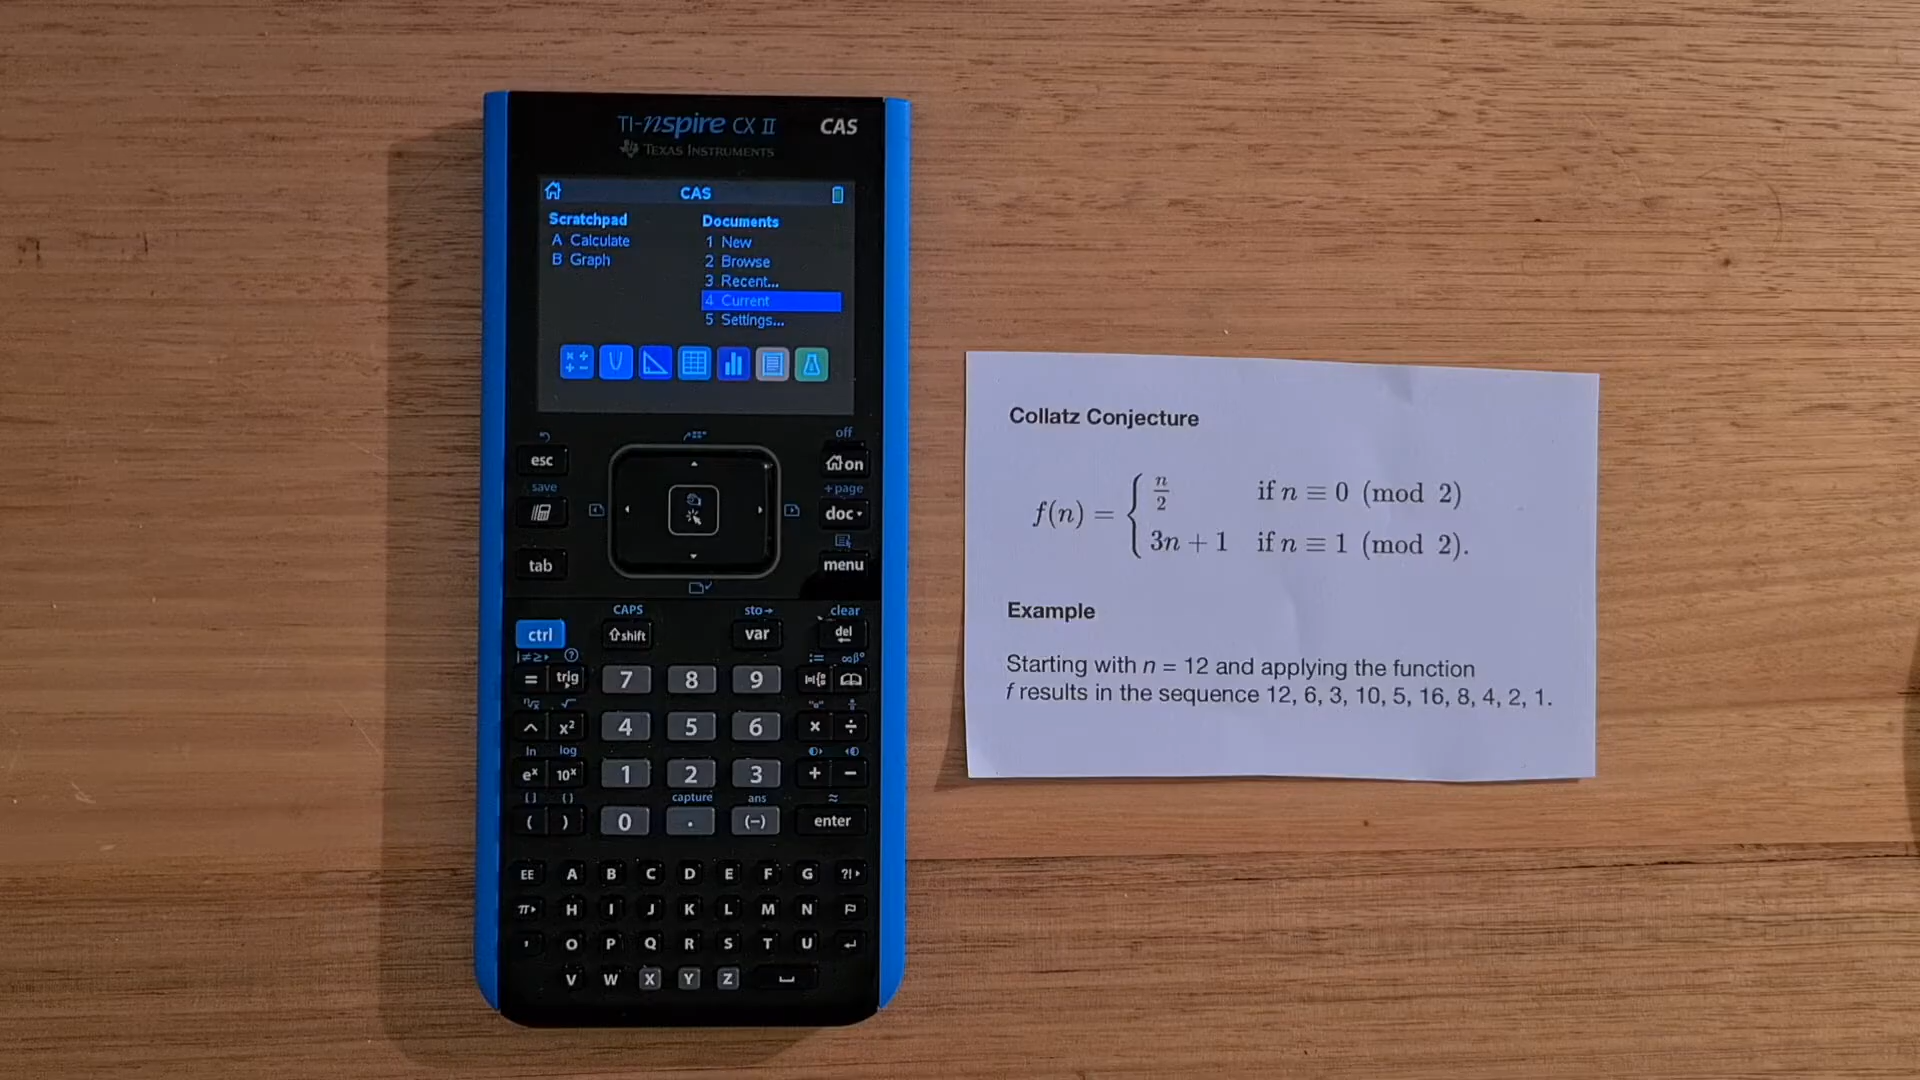 TI-nspire CX II CAS
TEXAS INSTRUMENTS
CAS
Scratchpad
A Calculate
B Graph
Documents
1 New
2 Browse
3 Recent...
4 Current
5 Settings...
off
esc
on
save
+page
doc
tab
menu
CAPS
sto→
clear
ctrl
shift
var
del
|≠≥▸
:=
∞β°
=
trig
7
8
9
^
x²
4
5
6
×
÷
ln
log
eˣ
10ˣ
1
2
3
+
−
[ ]
{ }
capture
ans
≈
(
)
0
.
(−)
enter
EE
A
B
C
D
E
F
G
?!▸
π▸
H
I
J
K
L
M
N
,
O
P
Q
R
S
T
U
V
W
X
Y
Z
Collatz Conjecture
f(n) = { n/2 if n ≡ 0 (mod 2)
3n + 1 if n ≡ 1 (mod 2).
Example
Starting with n = 12 and applying the function
f results in the sequence 12, 6, 3, 10, 5, 16, 8, 4, 2, 1.